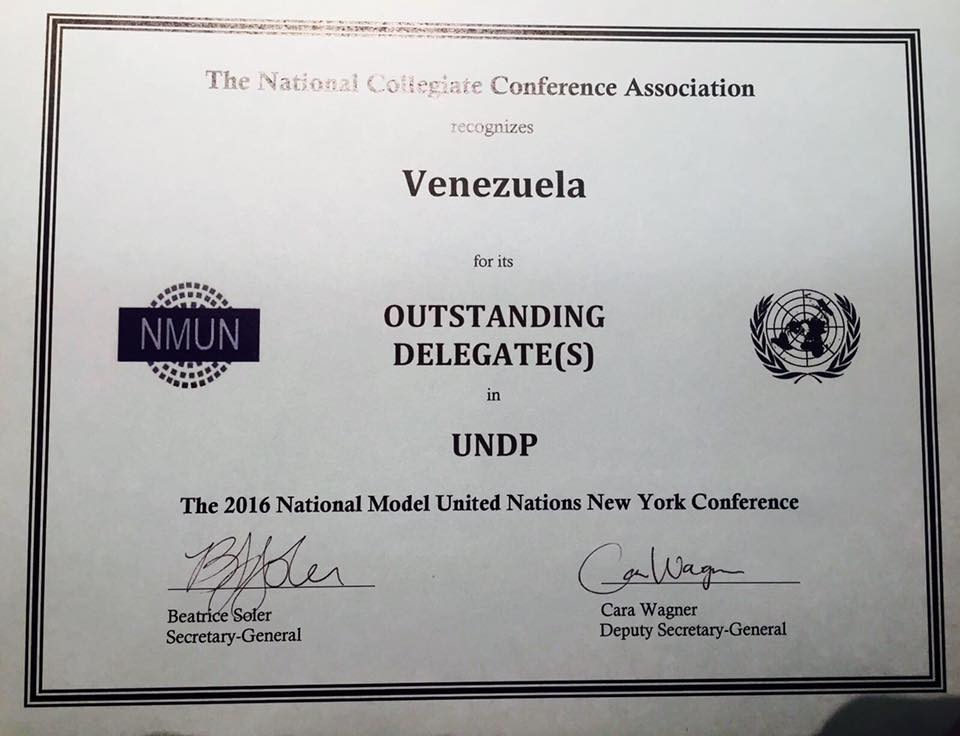 The National Collegiate Conference Association
recognizes
Venezuela
for its
OUTSTANDING
DELEGATE(S)
in
UNDP
NMUN
The 2016 National Model United Nations New York Conference
Beatrice Soler
Secretary-General
Cara Wagner
Deputy Secretary-General